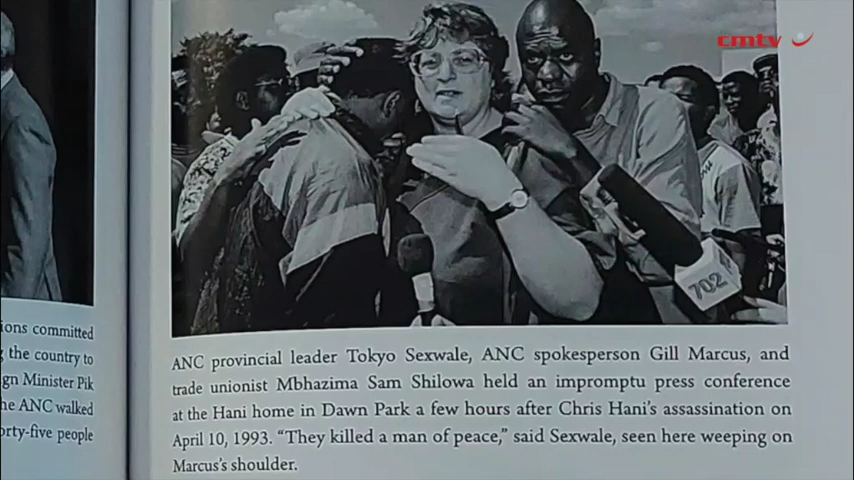 cmtv
702
ions committed
g the country to
gn Minister Pik
he ANC walked
orty-five people
ANC provincial leader Tokyo Sexwale, ANC spokesperson Gill Marcus, and
trade unionist Mbhazima Sam Shilowa held an impromptu press conference
at the Hani home in Dawn Park a few hours after Chris Hani's assassination on
April 10, 1993. “They killed a man of peace,” said Sexwale, seen here weeping on
Marcus's shoulder.